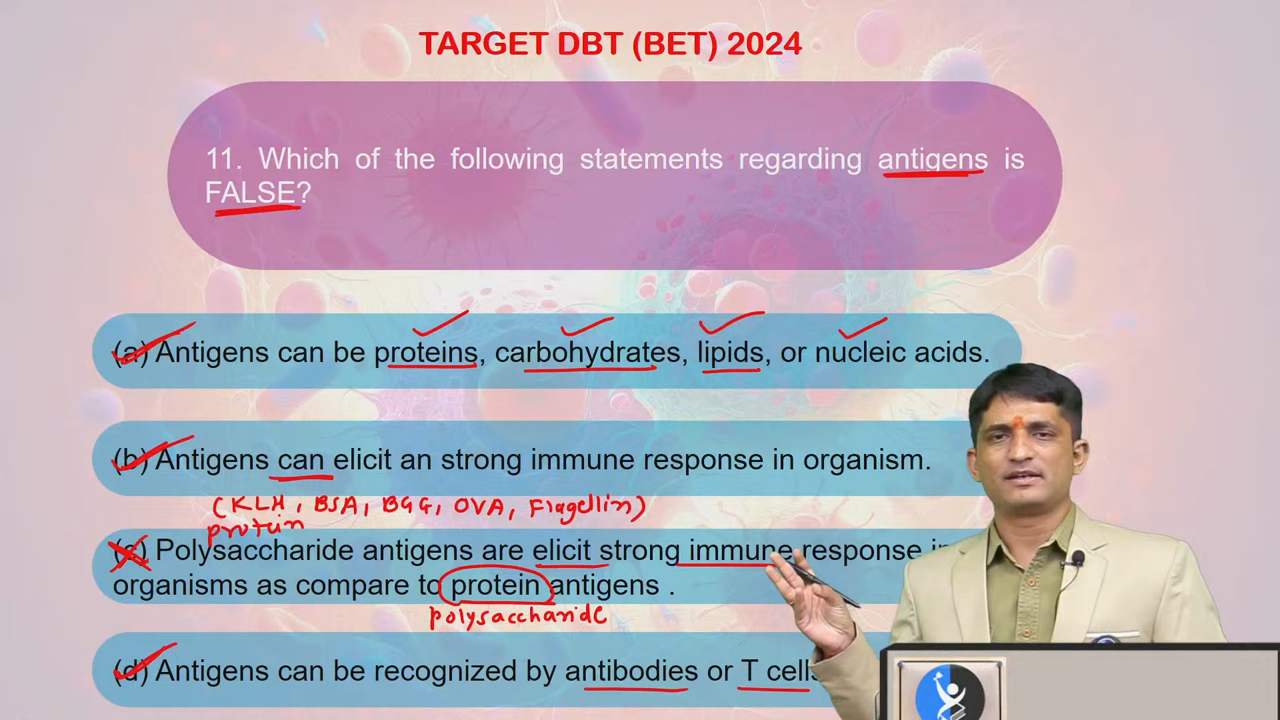 TARGET DBT (BET) 2024
11. Which of the following statements regarding antigens is
FALSE?
(a) Antigens can be proteins, carbohydrates, lipids, or nucleic acids.
(b) Antigens can elicit an strong immune response in organism.
(KLH, BSA, BGG, OVA, Flagellin)
protein
(c) Polysaccharide antigens are elicit strong immune response
organisms as compare to protein antigens .
polysaccharide
(d) Antigens can be recognized by antibodies or T cells